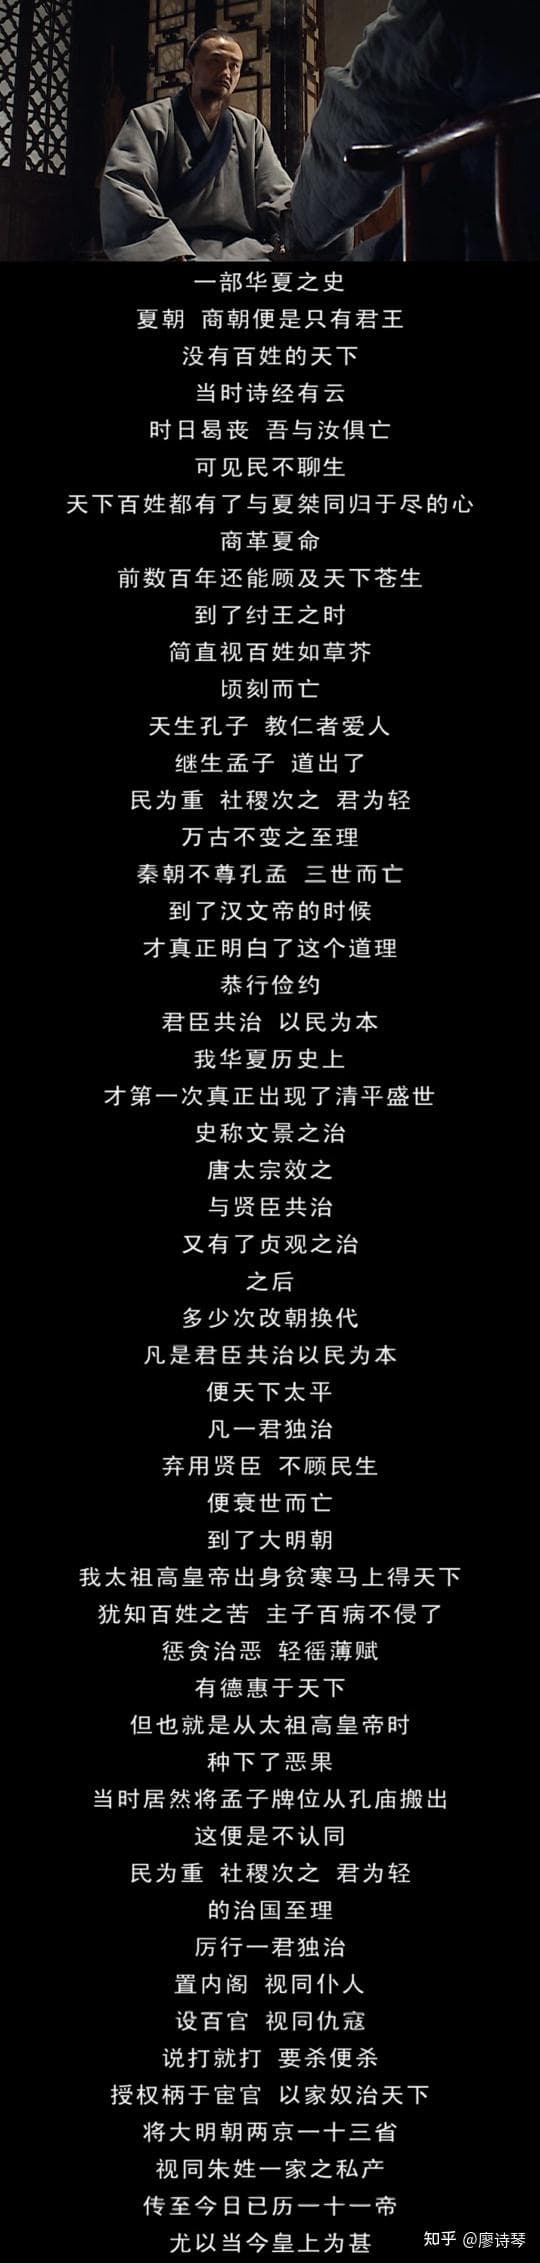 一部华夏之史
夏朝 商朝便是只有君王
没有百姓的天下
当时诗经有云
时日曷丧 吾与汝俱亡
可见民不聊生
天下百姓都有了与夏桀同归于尽的心
商革夏命
前数百年还能顾及天下苍生
到了纣王之时
简直视百姓如草芥
顷刻而亡
天生孔子 教仁者爱人
继生孟子 道出了
民为重 社稷次之 君为轻
万古不变之至理
秦朝不尊孔孟 三世而亡
到了汉文帝的时候
才真正明白了这个道理
恭行俭约
君臣共治 以民为本
我华夏历史上
才第一次真正出现了清平盛世
史称文景之治
唐太宗效之
与贤臣共治
又有了贞观之治
之后
多少次改朝换代
凡是君臣共治以民为本
便天下太平
凡一君独治
弃用贤臣 不顾民生
便衰世而亡
到了大明朝
我太祖高皇帝出身贫寒马上得天下
犹知百姓之苦 主子百病不侵了
惩贪治恶 轻徭薄赋
有德惠于天下
但也就是从太祖高皇帝时
种下了恶果
当时居然将孟子牌位从孔庙搬出
这便是不认同
民为重 社稷次之 君为轻
的治国至理
厉行一君独治
置内阁 视同仆人
设百官 视同仇寇
说打就打 要杀便杀
授权柄于宦官 以家奴治天下
将大明朝两京一十三省
视同朱姓一家之私产
传至今日已历一十一帝
尤以当今皇上为甚
知乎 @廖诗琴